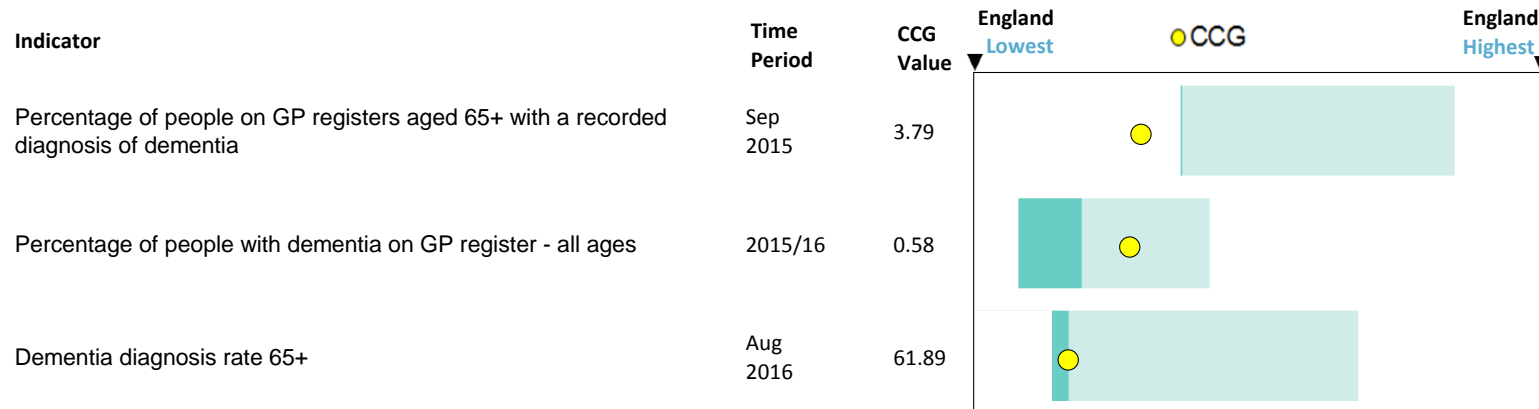 Indicator
Time
Period
CCG
Value
England
Lowest
CCG
England
Highest
Percentage of people on GP registers aged 65+ with a recorded
diagnosis of dementia
Sep
2015
3.79
Percentage of people with dementia on GP register - all ages
2015/16
0.58
Dementia diagnosis rate 65+
Aug
2016
61.89